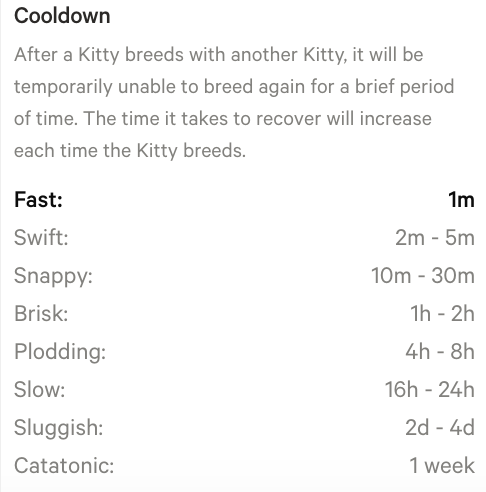 Cooldown
After a Kitty breeds with another Kitty, it will be
temporarily unable to breed again for a brief period
of time. The time it takes to recover will increase
each time the Kitty breeds.
Fast: 1m
Swift: 2m - 5m
Snappy: 10m - 30m
Brisk: 1h - 2h
Plodding: 4h - 8h
Slow: 16h - 24h
Sluggish: 2d - 4d
Catatonic: 1 week